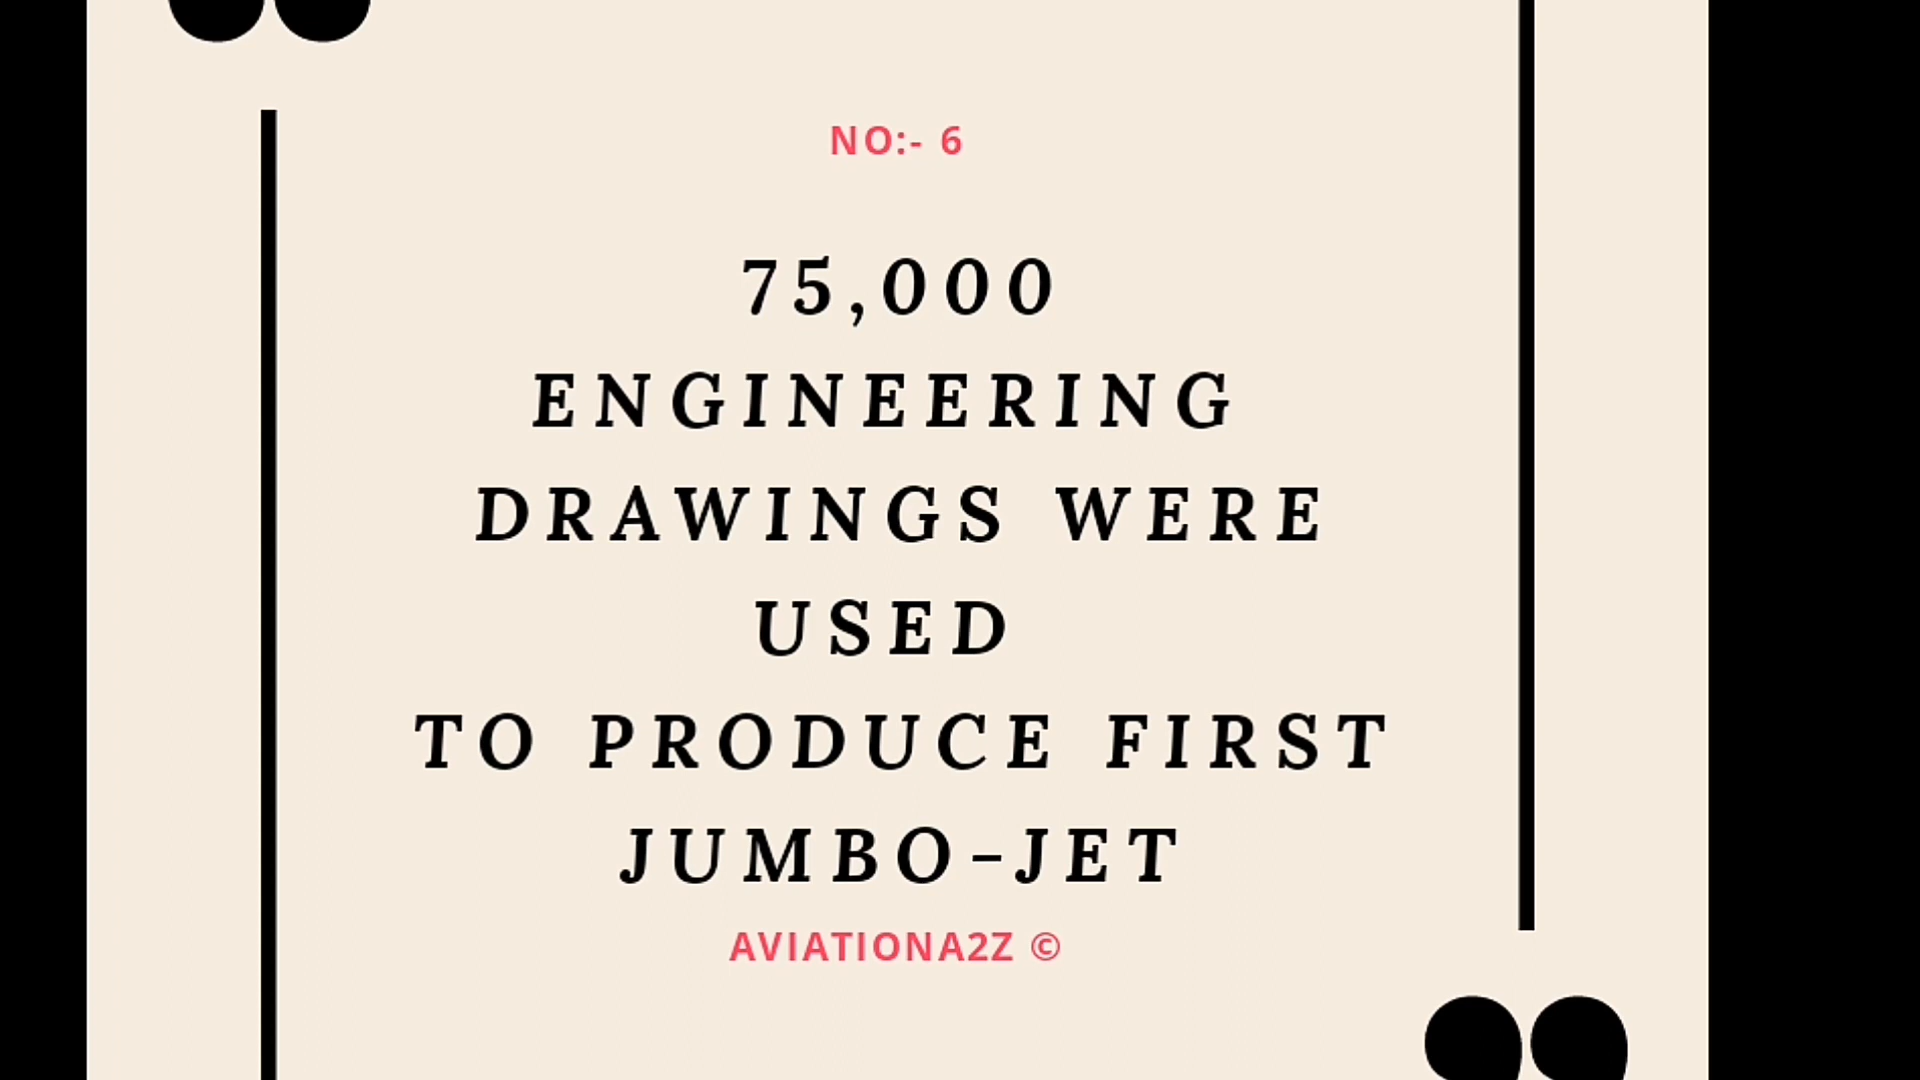 NO:- 6
75,000
ENGINEERING
DRAWINGS WERE
USED
TO PRODUCE FIRST
JUMBO-JET
AVIATIONA2Z ©